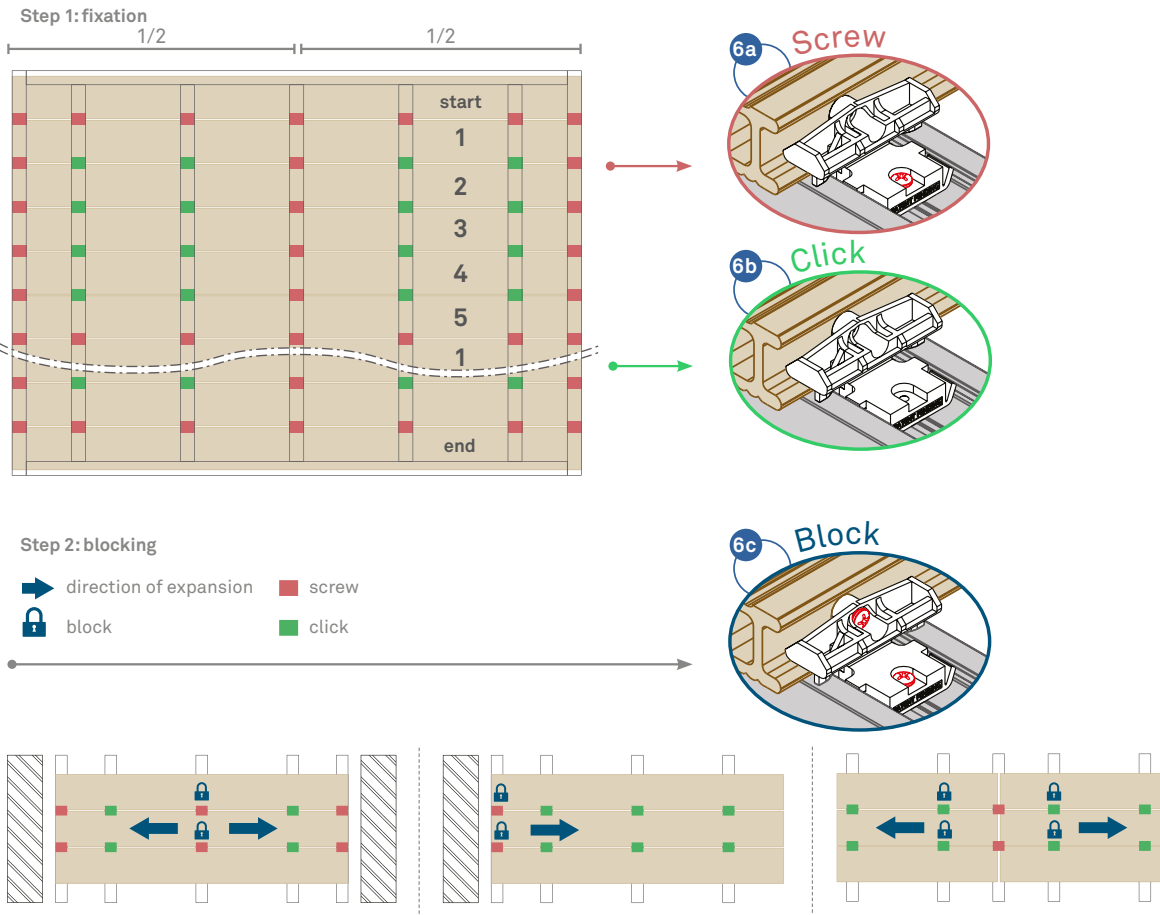 Step 1: fixation
1/2 1/2
start
1
2
3
4
5
1
end
6a Screw
6b Click
Step 2: blocking
direction of expansion
screw
block
click
6c Block